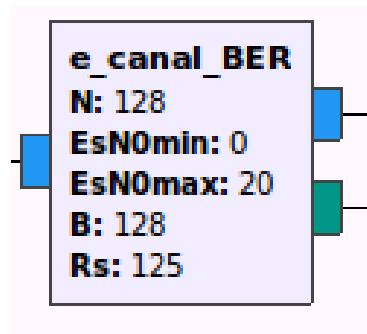 e_canal_BER
N: 128
EsN0min: 0
EsN0max: 20
B: 128
Rs: 125